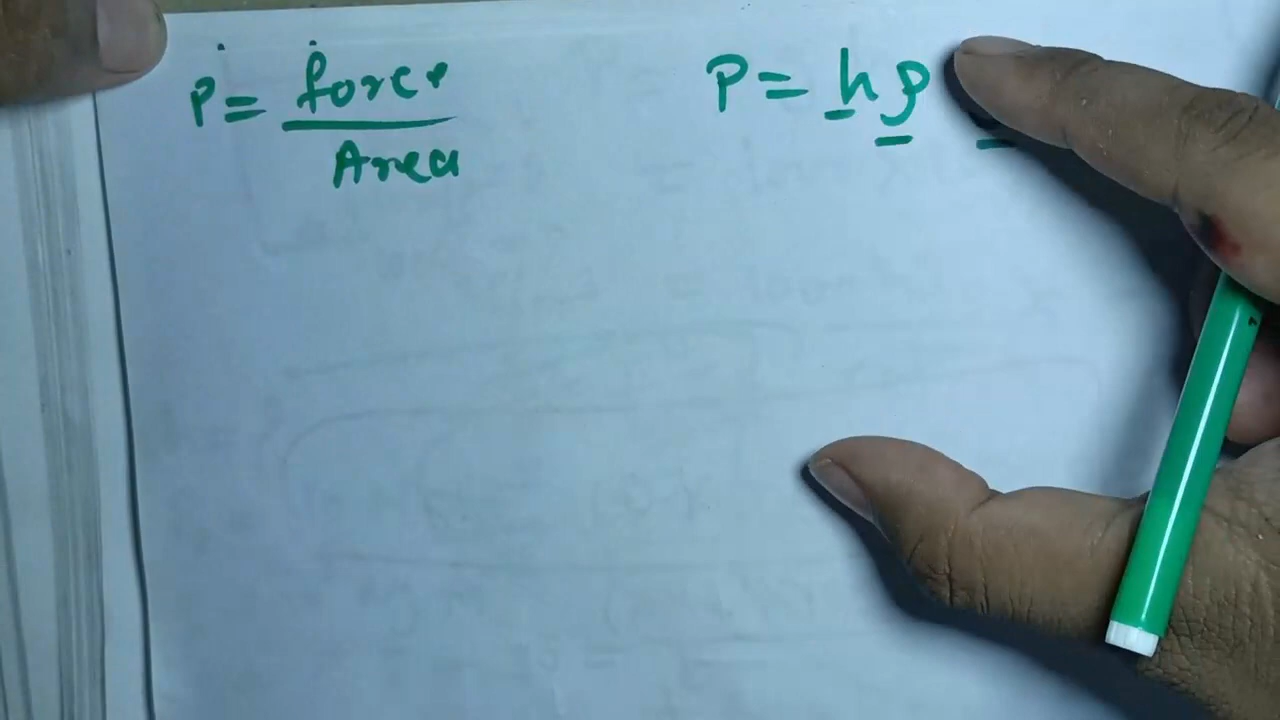 P = force P = hρ
Area